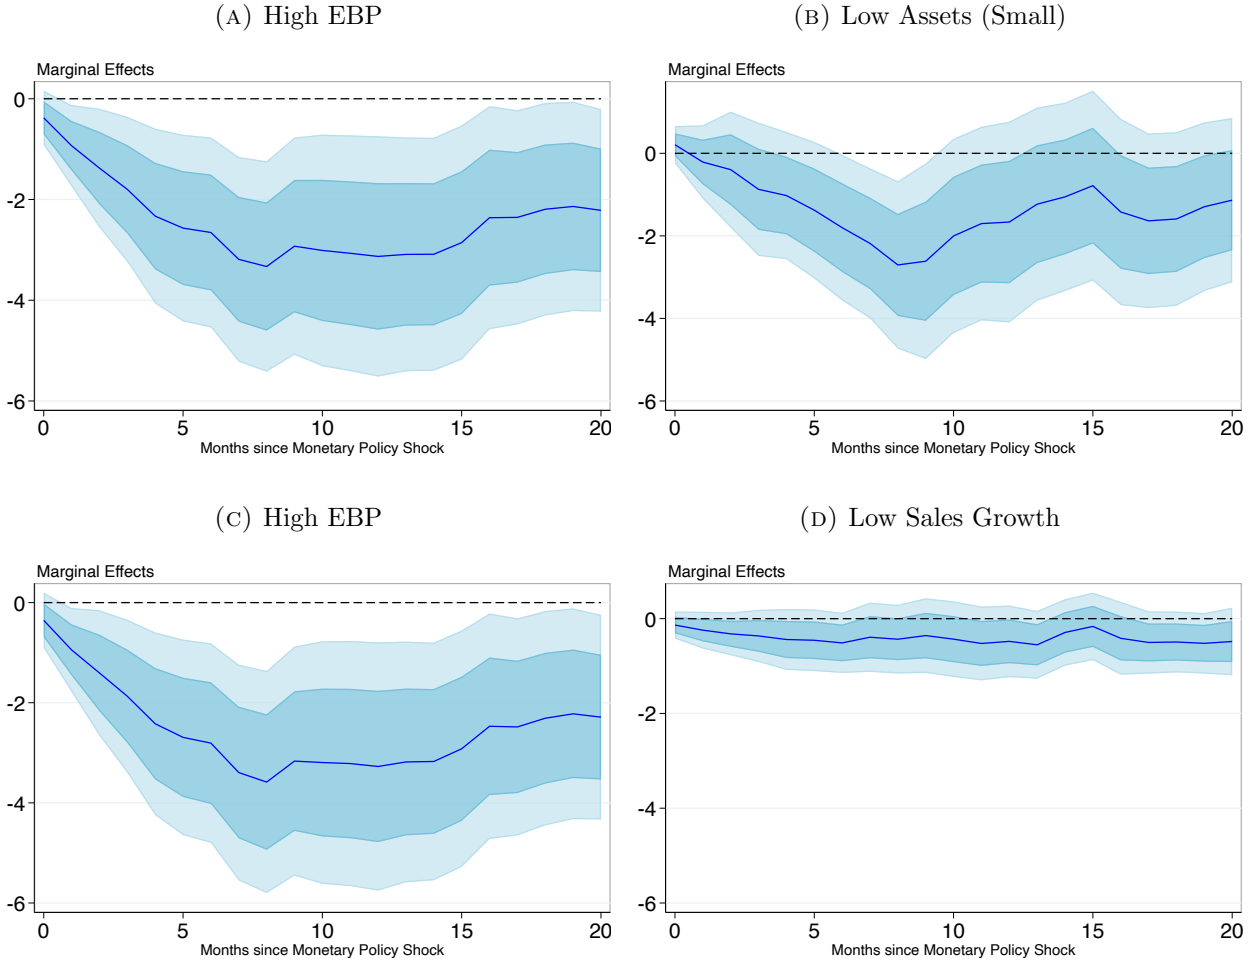 (A) High EBP
Marginal Effects
0
-2
-4
-6
0 5 10 15 20
Months since Monetary Policy Shock
(B) Low Assets (Small)
Marginal Effects
0
-2
-4
-6
0 5 10 15 20
Months since Monetary Policy Shock
(C) High EBP
Marginal Effects
0
-2
-4
-6
0 5 10 15 20
Months since Monetary Policy Shock
(D) Low Sales Growth
Marginal Effects
0
-2
-4
-6
0 5 10 15 20
Months since Monetary Policy Shock